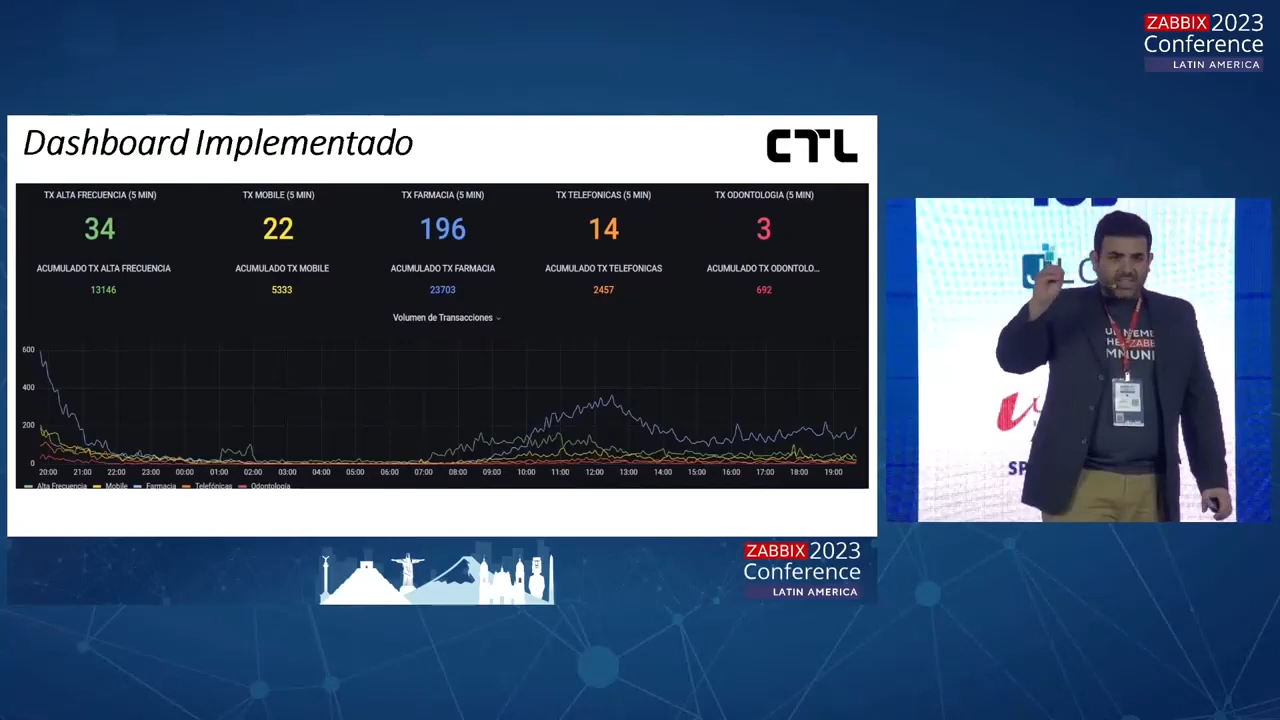 ZABBIX 2023
Conference
LATIN AMERICA
Dashboard Implementado
CTL
TX ALTA FRECUENCIA (5 MIN)
TX MOBILE (5 MIN)
TX FARMACIA (5 MIN)
TX TELEFONICAS (5 MIN)
TX ODONTOLOGIA (5 MIN)
34
22
196
14
3
ACUMULADO TX ALTA FRECUENCIA
ACUMULADO TX MOBILE
ACUMULADO TX FARMACIA
ACUMULADO TX TELEFONICAS
ACUMULADO TX ODONTOLO...
13146
5333
23703
2457
692
Volumen de Transacciones
600
400
200
0
20:00 21:00 22:00 23:00 00:00 01:00 02:00 03:00 04:00 05:00 06:00 07:00 08:00 09:00 10:00 11:00 12:00 13:00 14:00 15:00 16:00 17:00 18:00 19:00
Alta Frecuencia Mobile Farmacia Telefónicas Odontología
ZABBIX 2023
Conference
LATIN AMERICA